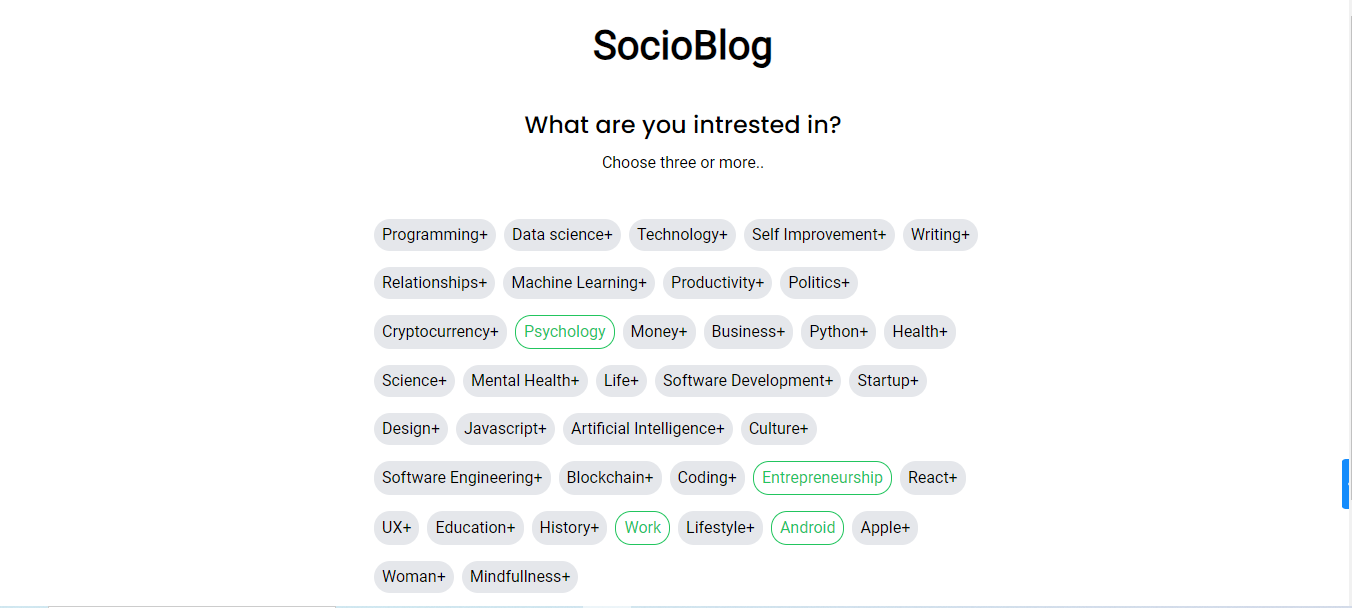 SocioBlog
What are you intrested in?
Choose three or more..
Programming+ Data science+ Technology+ Self Improvement+ Writing+
Relationships+ Machine Learning+ Productivity+ Politics+
Cryptocurrency+ Psychology Money+ Business+ Python+ Health+
Science+ Mental Health+ Life+ Software Development+ Startup+
Design+ Javascript+ Artificial Intelligence+ Culture+
Software Engineering+ Blockchain+ Coding+ Entrepreneurship React+
UX+ Education+ History+ Work Lifestyle+ Android Apple+
Woman+ Mindfullness+